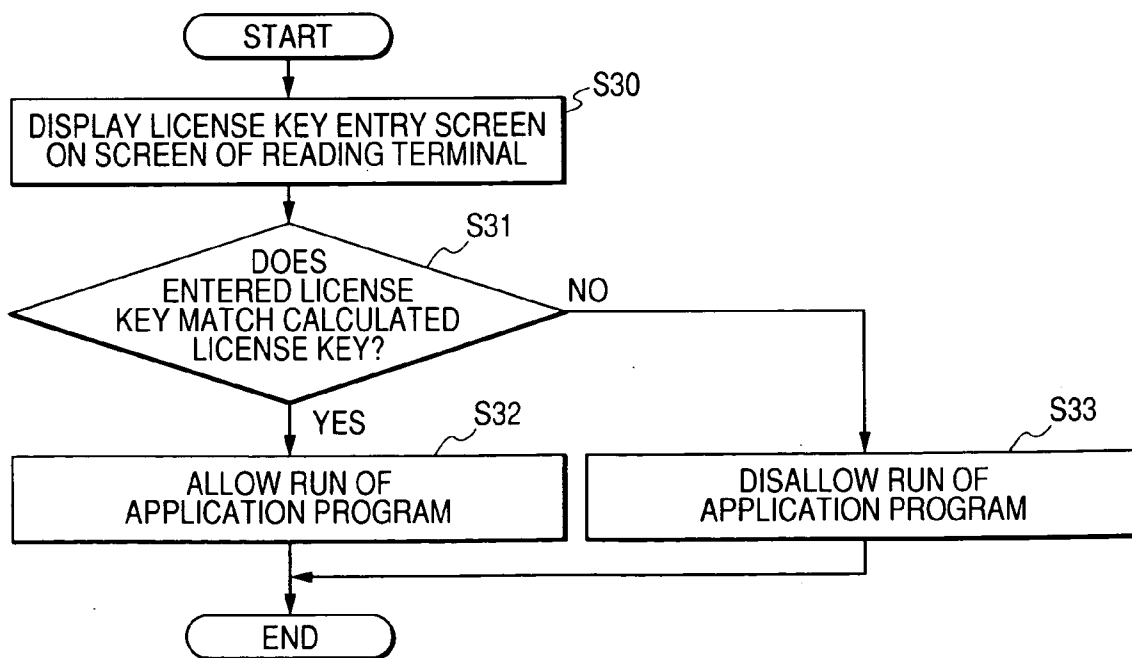 START
S30
DISPLAY LICENSE KEY ENTRY SCREEN
ON SCREEN OF READING TERMINAL
S31
DOES
ENTERED LICENSE
KEY MATCH CALCULATED
LICENSE KEY?
NO
YES
S32
S33
ALLOW RUN OF
APPLICATION PROGRAM
DISALLOW RUN OF
APPLICATION PROGRAM
END